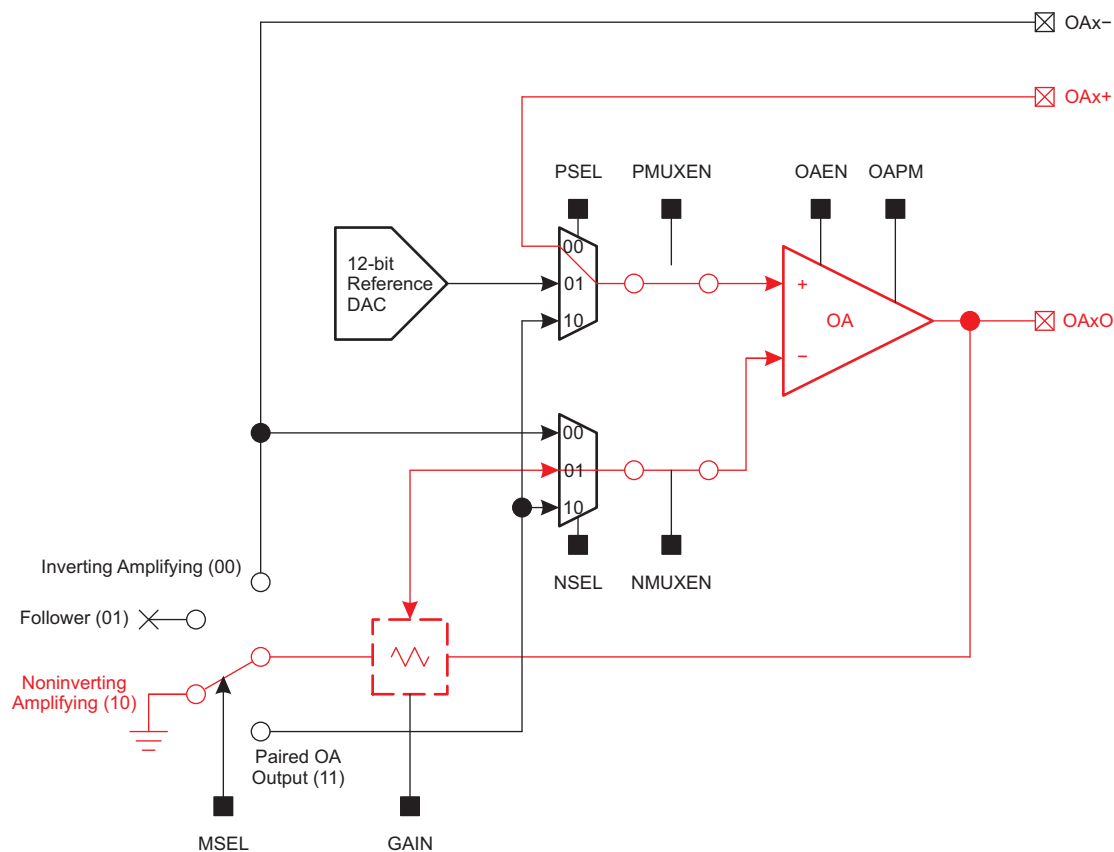 OAx−
OAx+
PSEL
PMUXEN
OAEN
OAPM
00
12-bit
Reference
DAC
01
10
+
OA
−
OAxO
00
01
10
Inverting Amplifying (00)
NSEL
NMUXEN
Follower (01)
Noninverting
Amplifying (10)
Paired OA
Output (11)
MSEL
GAIN